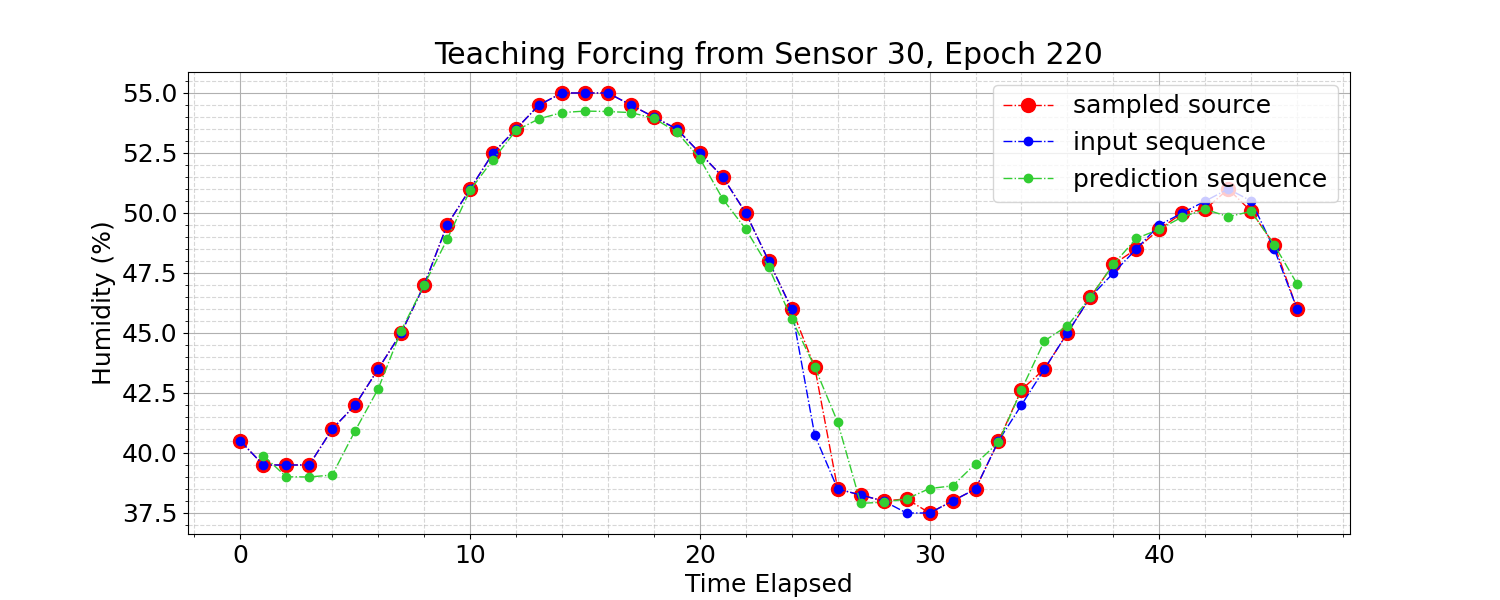 Teaching Forcing from Sensor 30, Epoch 220
55.0
52.5
50.0
47.5
45.0
42.5
40.0
37.5
Humidity (%)
sampled source
input sequence
prediction sequence
0 10 20 30 40
Time Elapsed